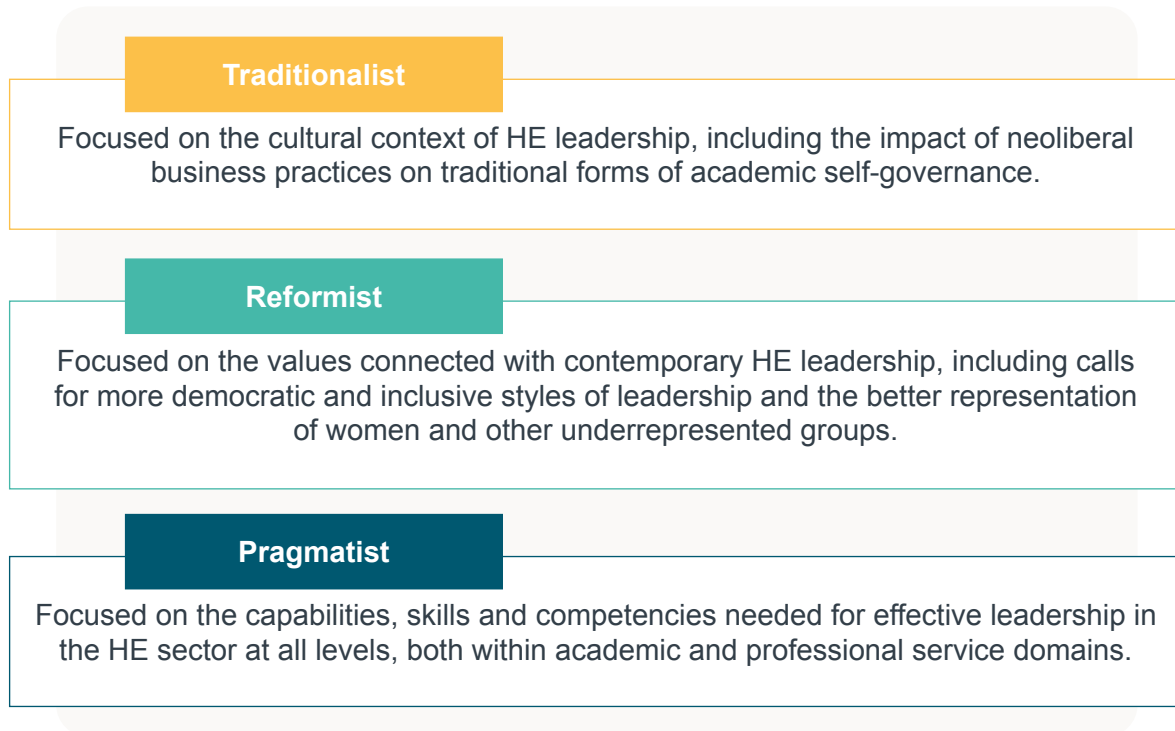 Traditionalist
Focused on the cultural context of HE leadership, including the impact of neoliberal
business practices on traditional forms of academic self-governance.
Reformist
Focused on the values connected with contemporary HE leadership, including calls
for more democratic and inclusive styles of leadership and the better representation
of women and other underrepresented groups.
Pragmatist
Focused on the capabilities, skills and competencies needed for effective leadership in
the HE sector at all levels, both within academic and professional service domains.